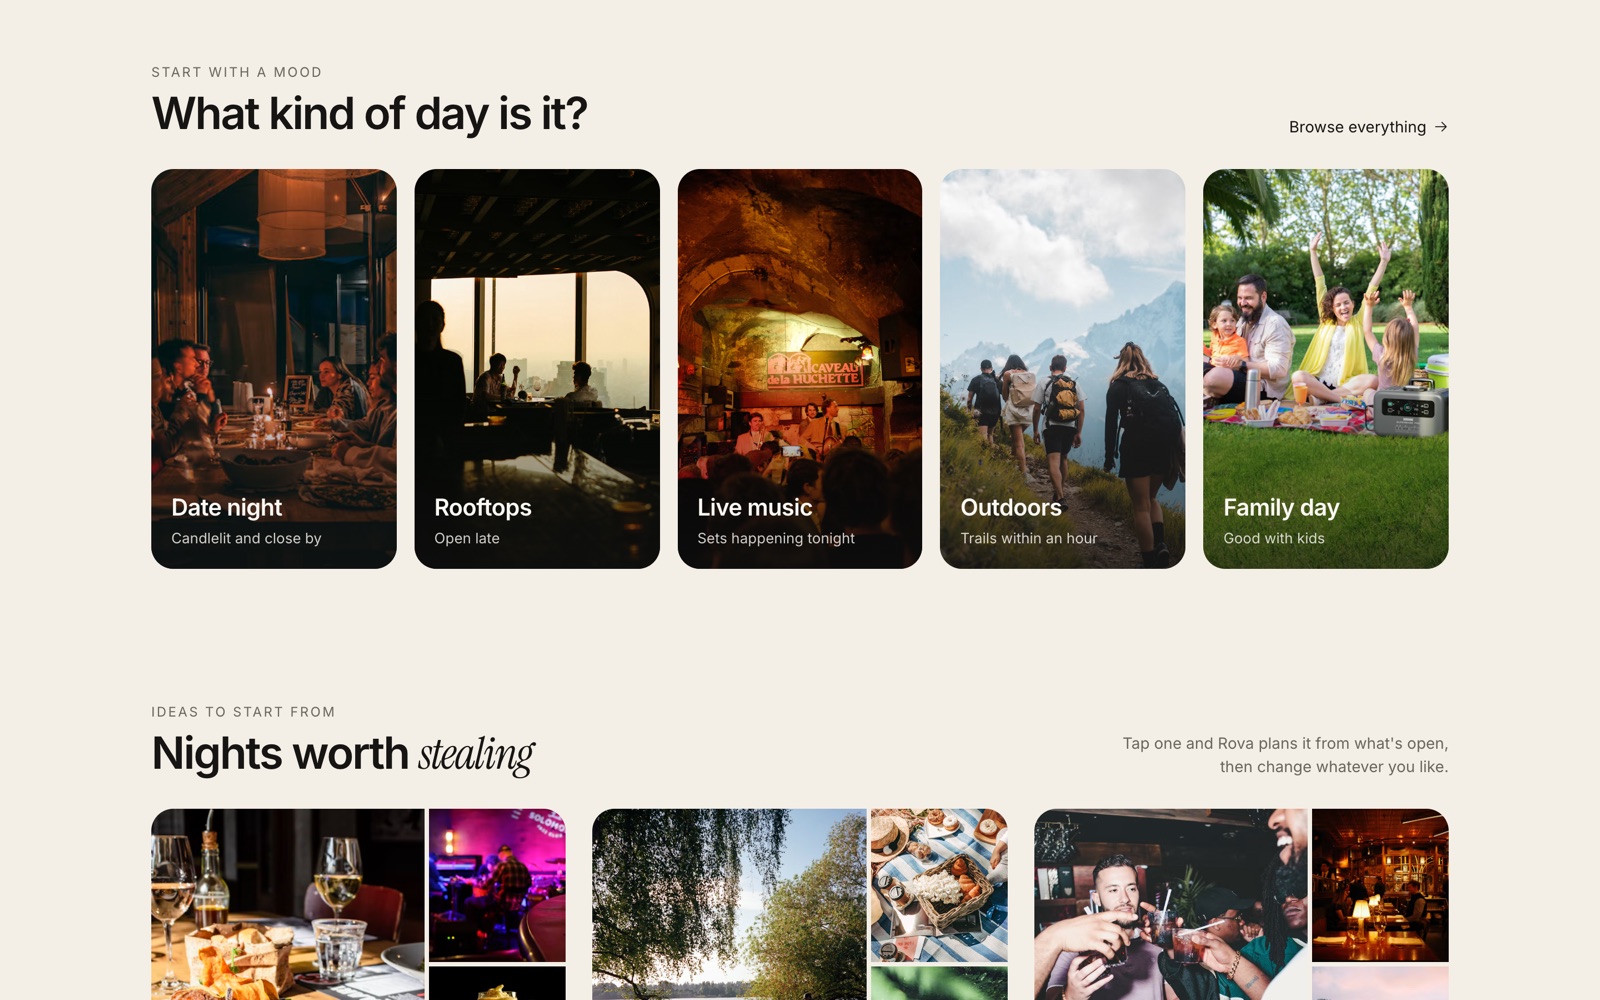 START WITH A MOOD
What kind of day is it?
Browse everything →
CAVEAU
de la HUCHETTE
Date night
Candlelit and close by
Rooftops
Open late
Live music
Sets happening tonight
Outdoors
Trails within an hour
Family day
Good with kids
IDEAS TO START FROM
Nights worth stealing
Tap one and Rova plans it from what's open,
then change whatever you like.